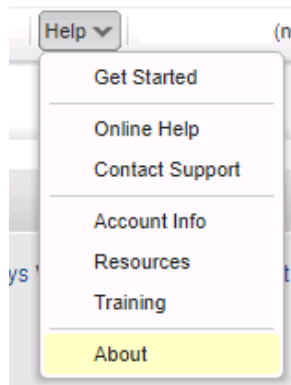 Help
Get Started
Online Help
Contact Support
Account Info
Resources
Training
About